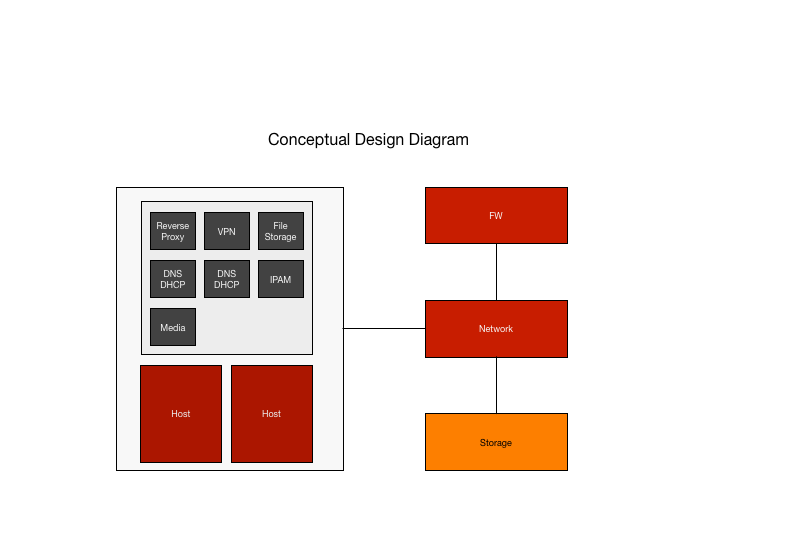 Conceptual Design Diagram
Reverse
Proxy
VPN
File
Storage
DNS
DHCP
DNS
DHCP
IPAM
Media
Host
Host
FW
Network
Storage